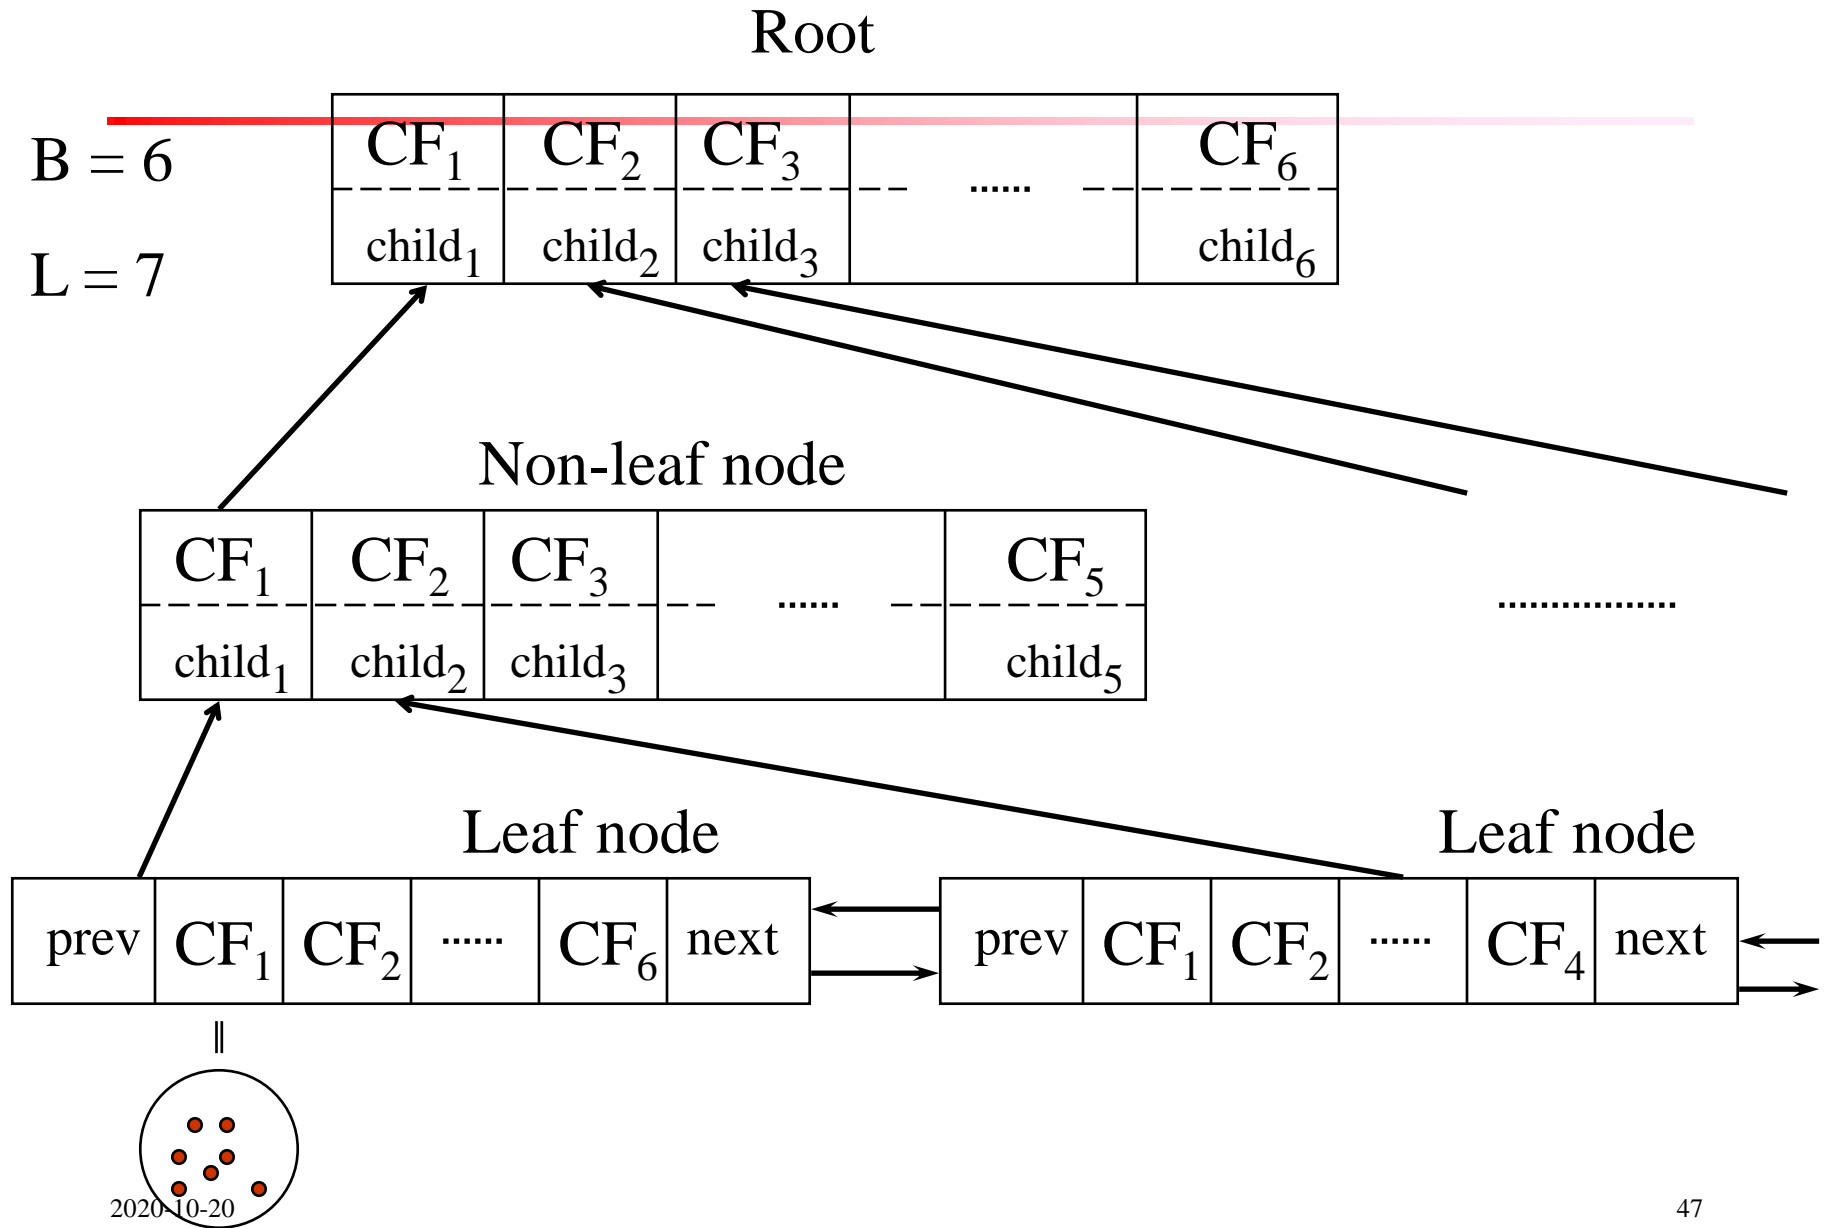 Root
B = 6
CF1 CF2 CF3 CF6
......
L = 7
child1 child2 child3 child6
Non-leaf node
CF1 CF2 CF3 CF5
...... .................
child1 child2 child3 child5
Leaf node Leaf node
prev CF1 CF2 ...... CF6 next prev CF1 CF2 ...... CF4 next
||
2020-10-20 47